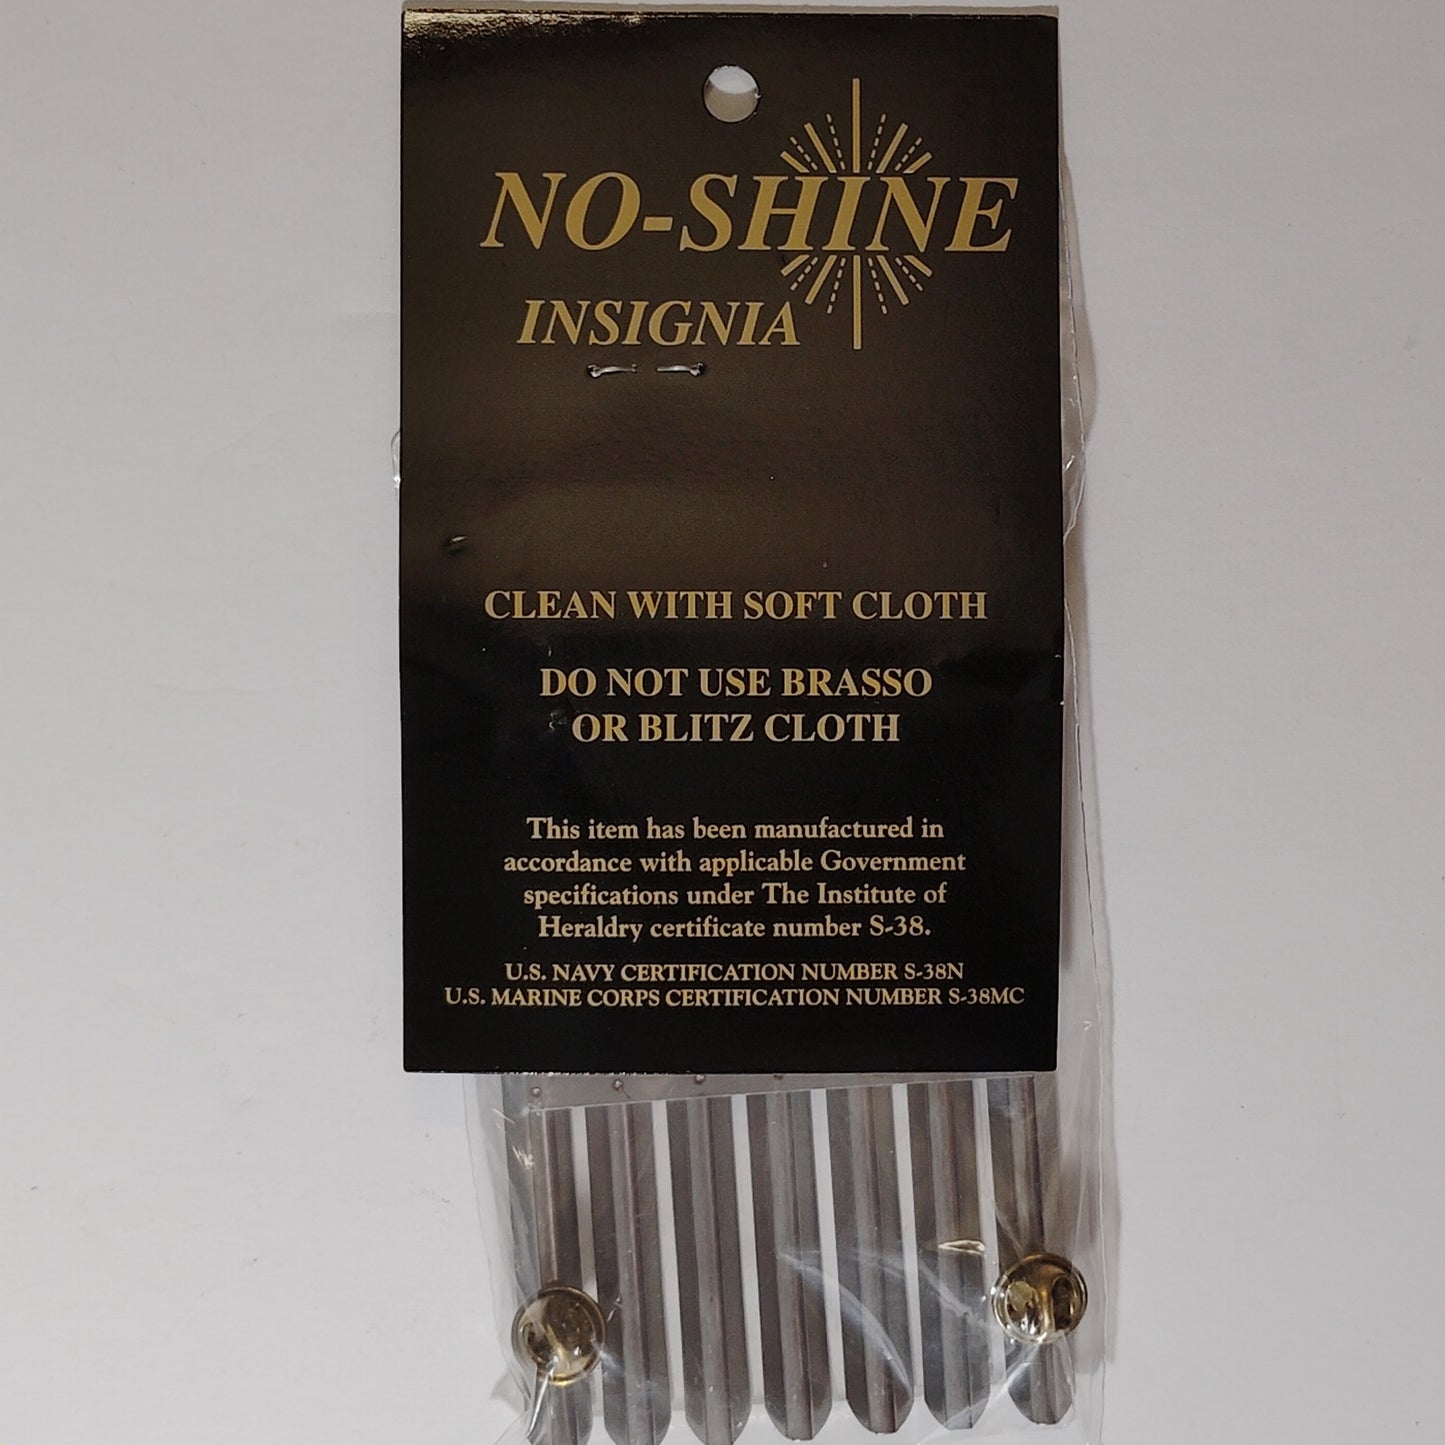 NO-SHINE
INSIGNIA
CLEAN WITH SOFT CLOTH
DO NOT USE BRASSO
OR BLITZ CLOTH
This item has been manufactured in
accordance with applicable Government
specifications under The Institute of
Heraldry certificate number S-38.
U.S. NAVY CERTIFICATION NUMBER S-38N
U.S. MARINE CORPS CERTIFICATION NUMBER S-38MC